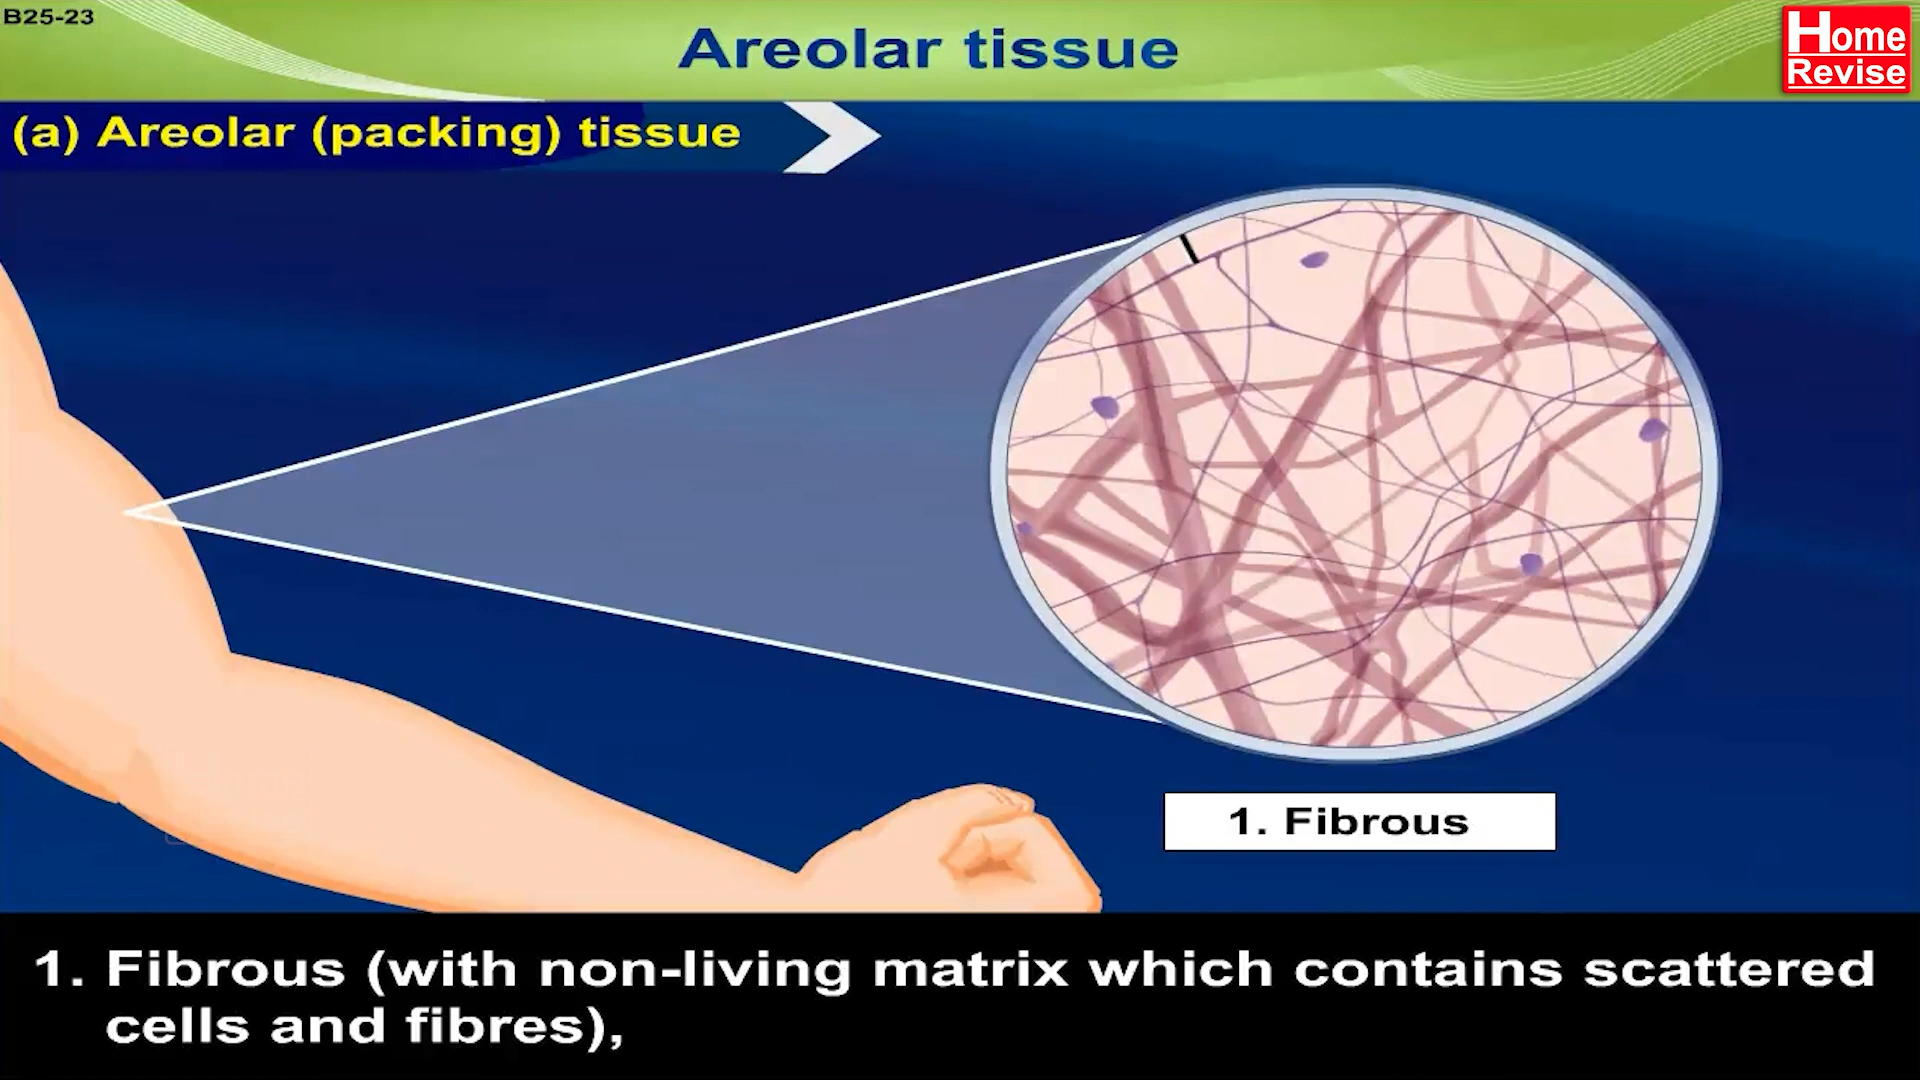 B25-23
Areolar tissue
Home
Revise
(a) Areolar (packing) tissue
1. Fibrous
1. Fibrous (with non-living matrix which contains scattered
cells and fibres),